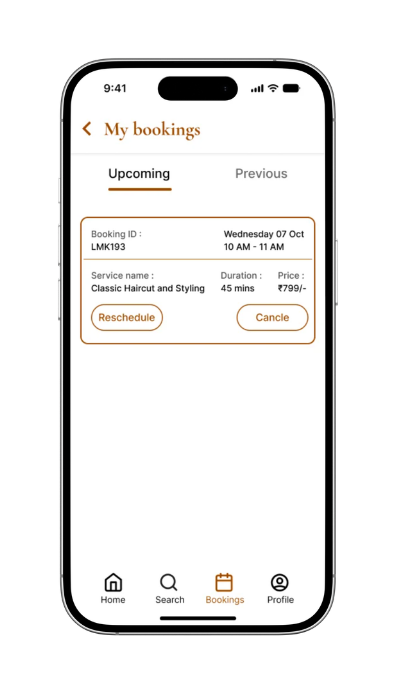 9:41
My bookings
Upcoming Previous
Booking ID : Wednesday 07 Oct
LMK193 10 AM - 11 AM
Service name : Duration : Price :
Classic Haircut and Styling 45 mins ₹799/-
Reschedule Cancle
Home Search Bookings Profile